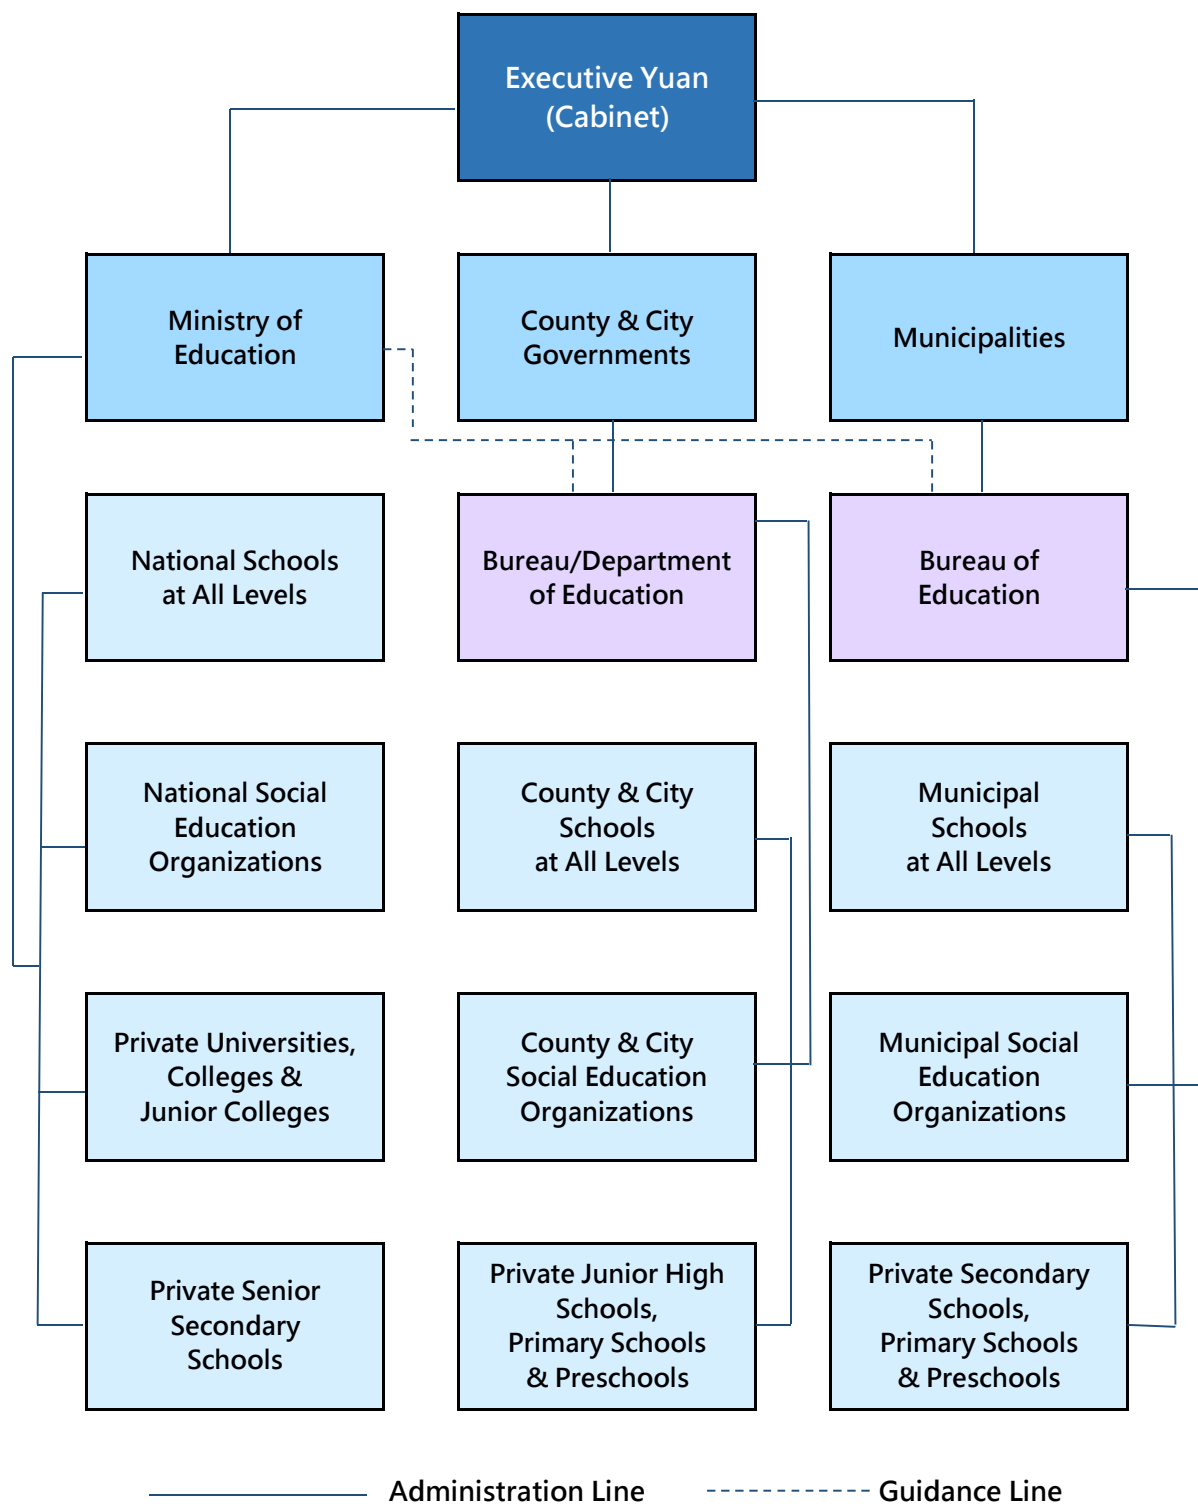 Executive Yuan
(Cabinet)
Ministry of
Education
County & City
Governments
Municipalities
National Schools
at All Levels
Bureau/Department
of Education
Bureau of
Education
National Social
Education
Organizations
County & City
Schools
at All Levels
Municipal
Schools
at All Levels
Private Universities,
Colleges &
Junior Colleges
County & City
Social Education
Organizations
Municipal Social
Education
Organizations
Private Senior
Secondary
Schools
Private Junior High
Schools,
Primary Schools
& Preschools
Private Secondary
Schools,
Primary Schools
& Preschools
Administration Line
Guidance Line